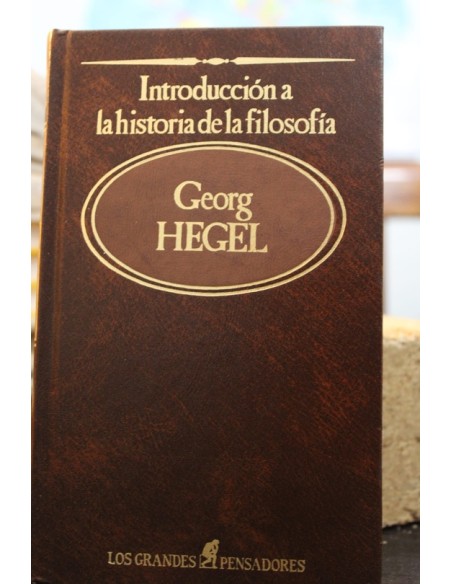 Introducción a
la historia de la filosofía
Georg
HEGEL
LOS GRANDES PENSADORES